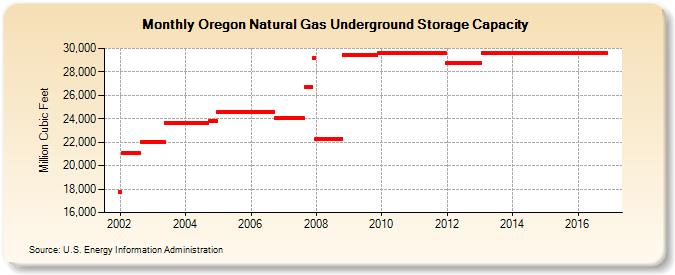 Monthly Oregon Natural Gas Underground Storage Capacity
Million Cubic Feet
30,000
28,000
26,000
24,000
22,000
20,000
18,000
16,000
2002 2004 2006 2008 2010 2012 2014 2016
Source: U.S. Energy Information Administration